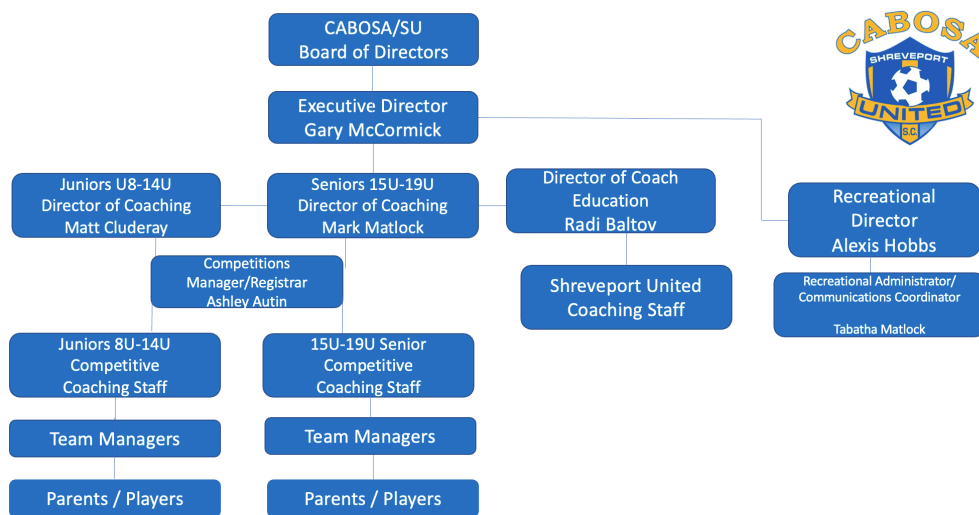 CABOSA/SU
Board of Directors
CABOSA
SHREVEPORT
UNITED
S.C.
Executive Director
Gary McCormick
Juniors U8-14U
Director of Coaching
Matt Cluderay
Seniors 15U-19U
Director of Coaching
Mark Matlock
Director of Coach
Education
Radi Baltov
Recreational
Director
Alexis Hobbs
Competitions
Manager/Registrar
Ashley Autin
Shreveport United
Coaching Staff
Recreational Administrator/
Communications Coordinator
Tabatha Matlock
Juniors 8U-14U
Competitive
Coaching Staff
15U-19U Senior
Competitive
Coaching Staff
Team Managers
Team Managers
Parents / Players
Parents / Players